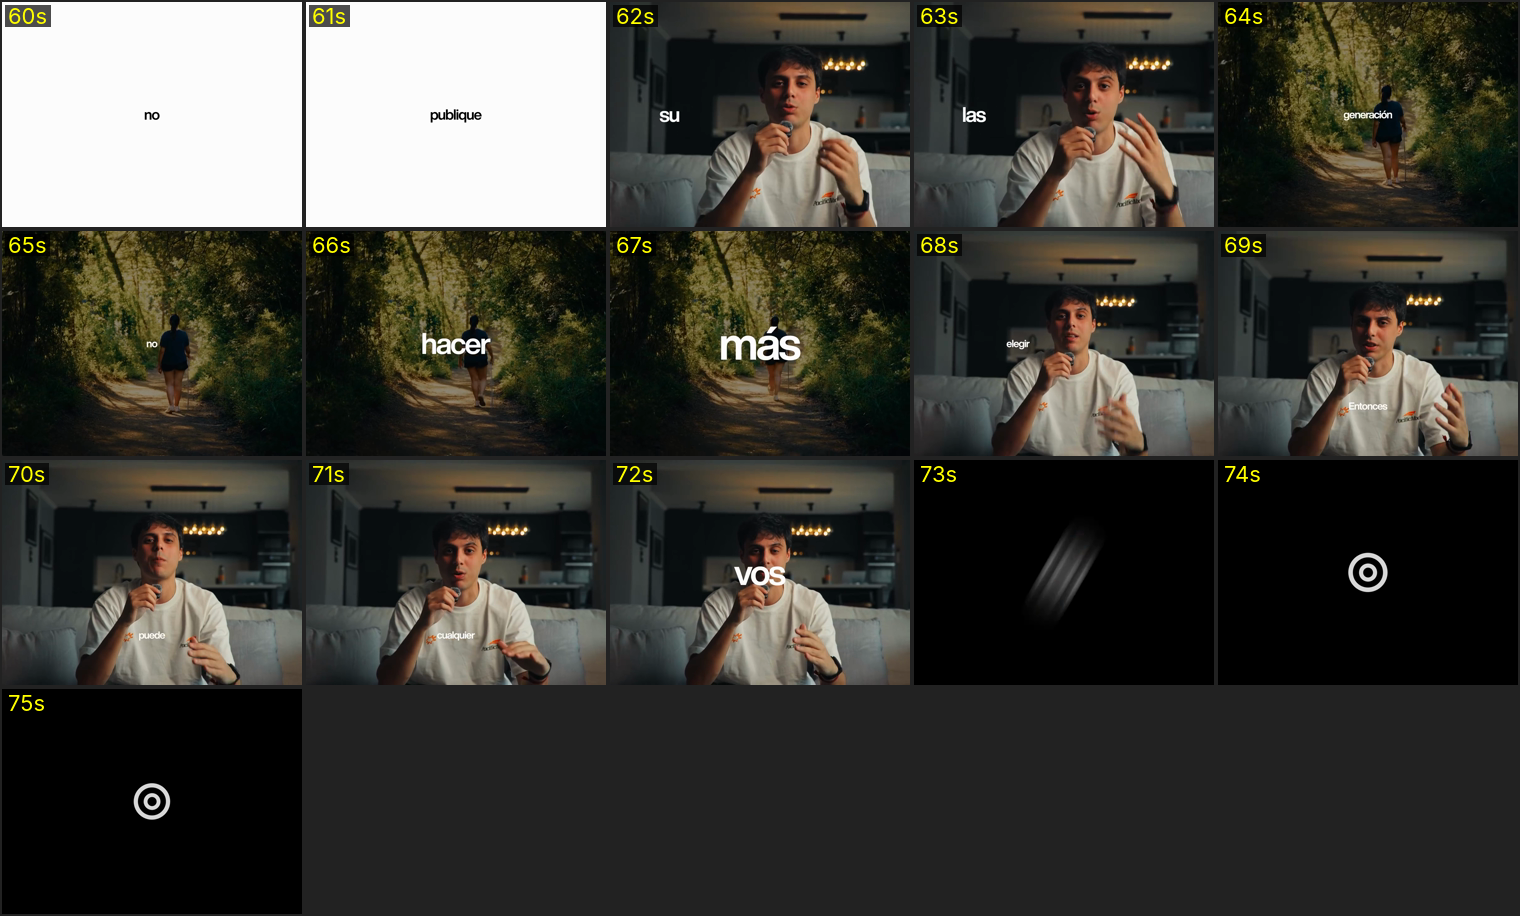 60s
no
61s
publique
62s
su
63s
las
64s
generación
65s
no
66s
hacer
67s
más
68s
elegir
69s
Entonces
70s
puede
71s
cualquier
72s
vos
73s
74s
75s